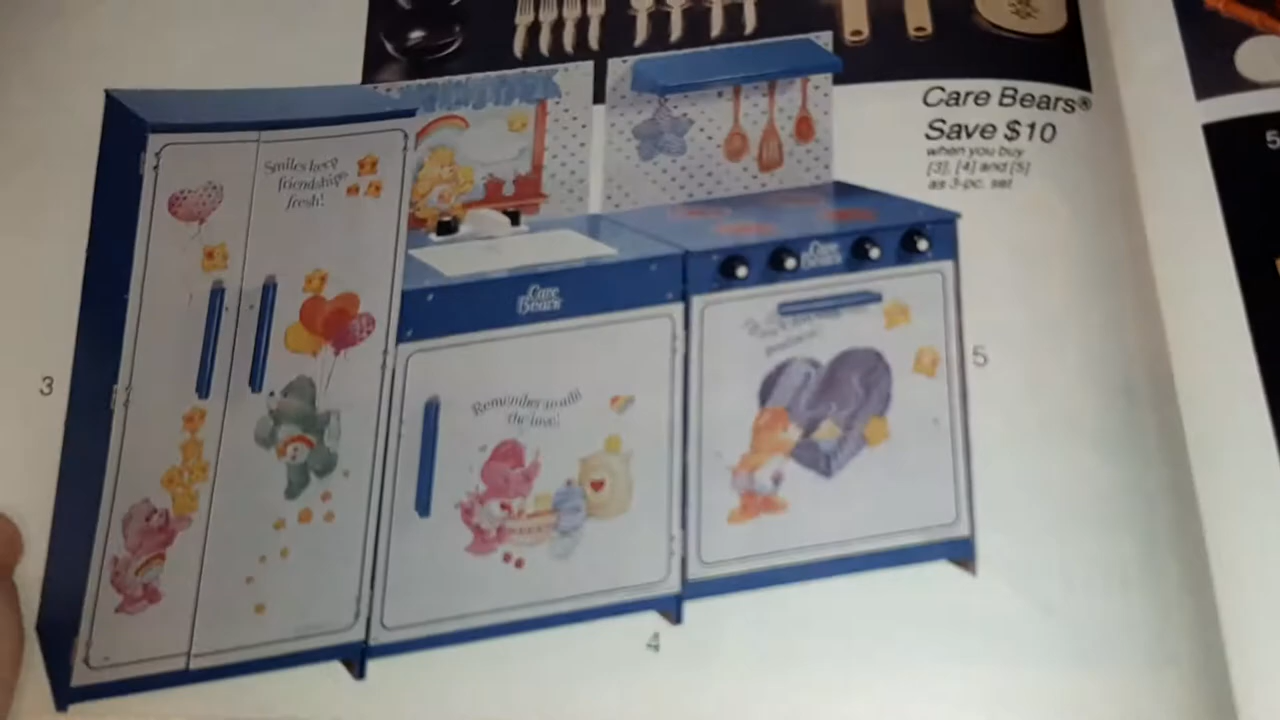 Care Bears®
Save $10
when you buy
[3], [4] and [5]
as 3-pc. set
Smiles keep
friendships
fresh!
Care
Bears
Care
Bears
Remember to add
the love!
3
4
5
5